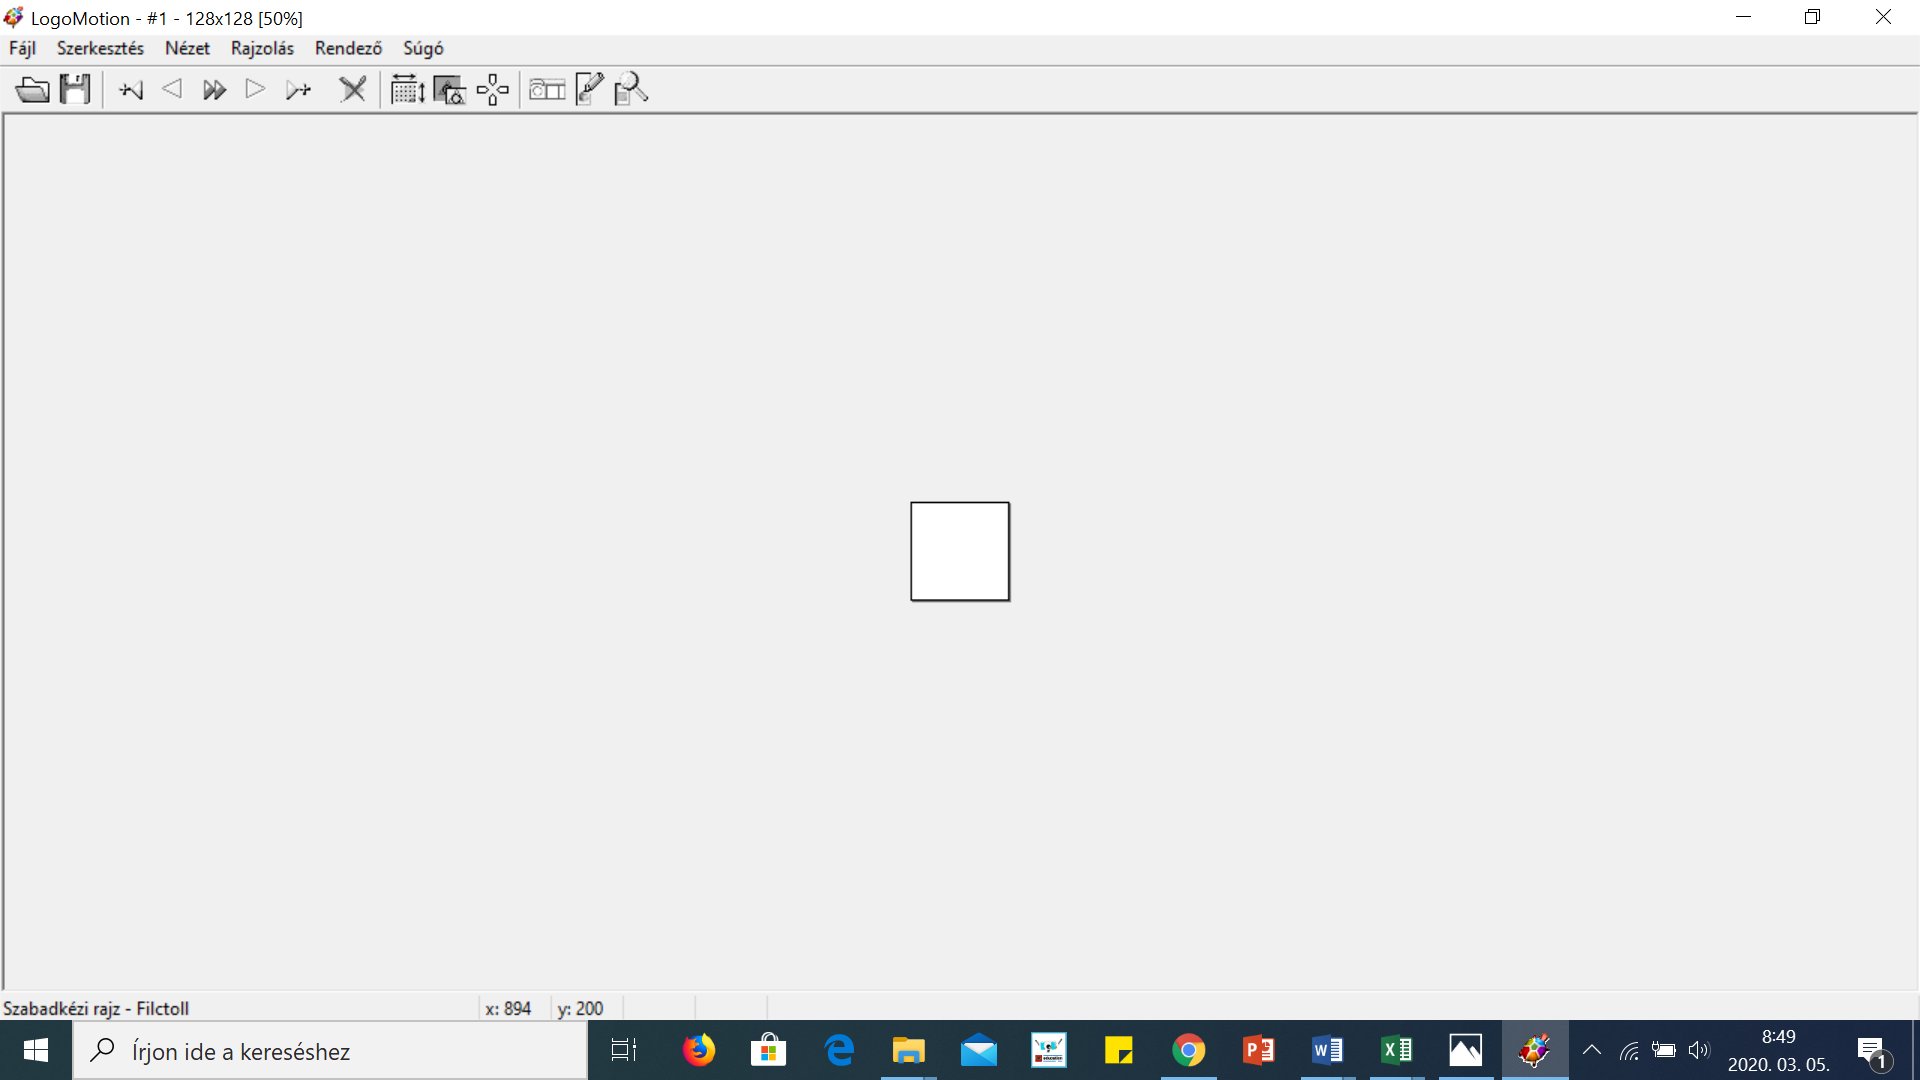 LogoMotion - #1 - 128x128 [50%]
Fájl Szerkesztés Nézet Rajzolás Rendező Súgó
Szabadkézi rajz - Filctoll x: 894 y: 200
Írjon ide a kereséshez
8:49
2020. 03. 05.
1